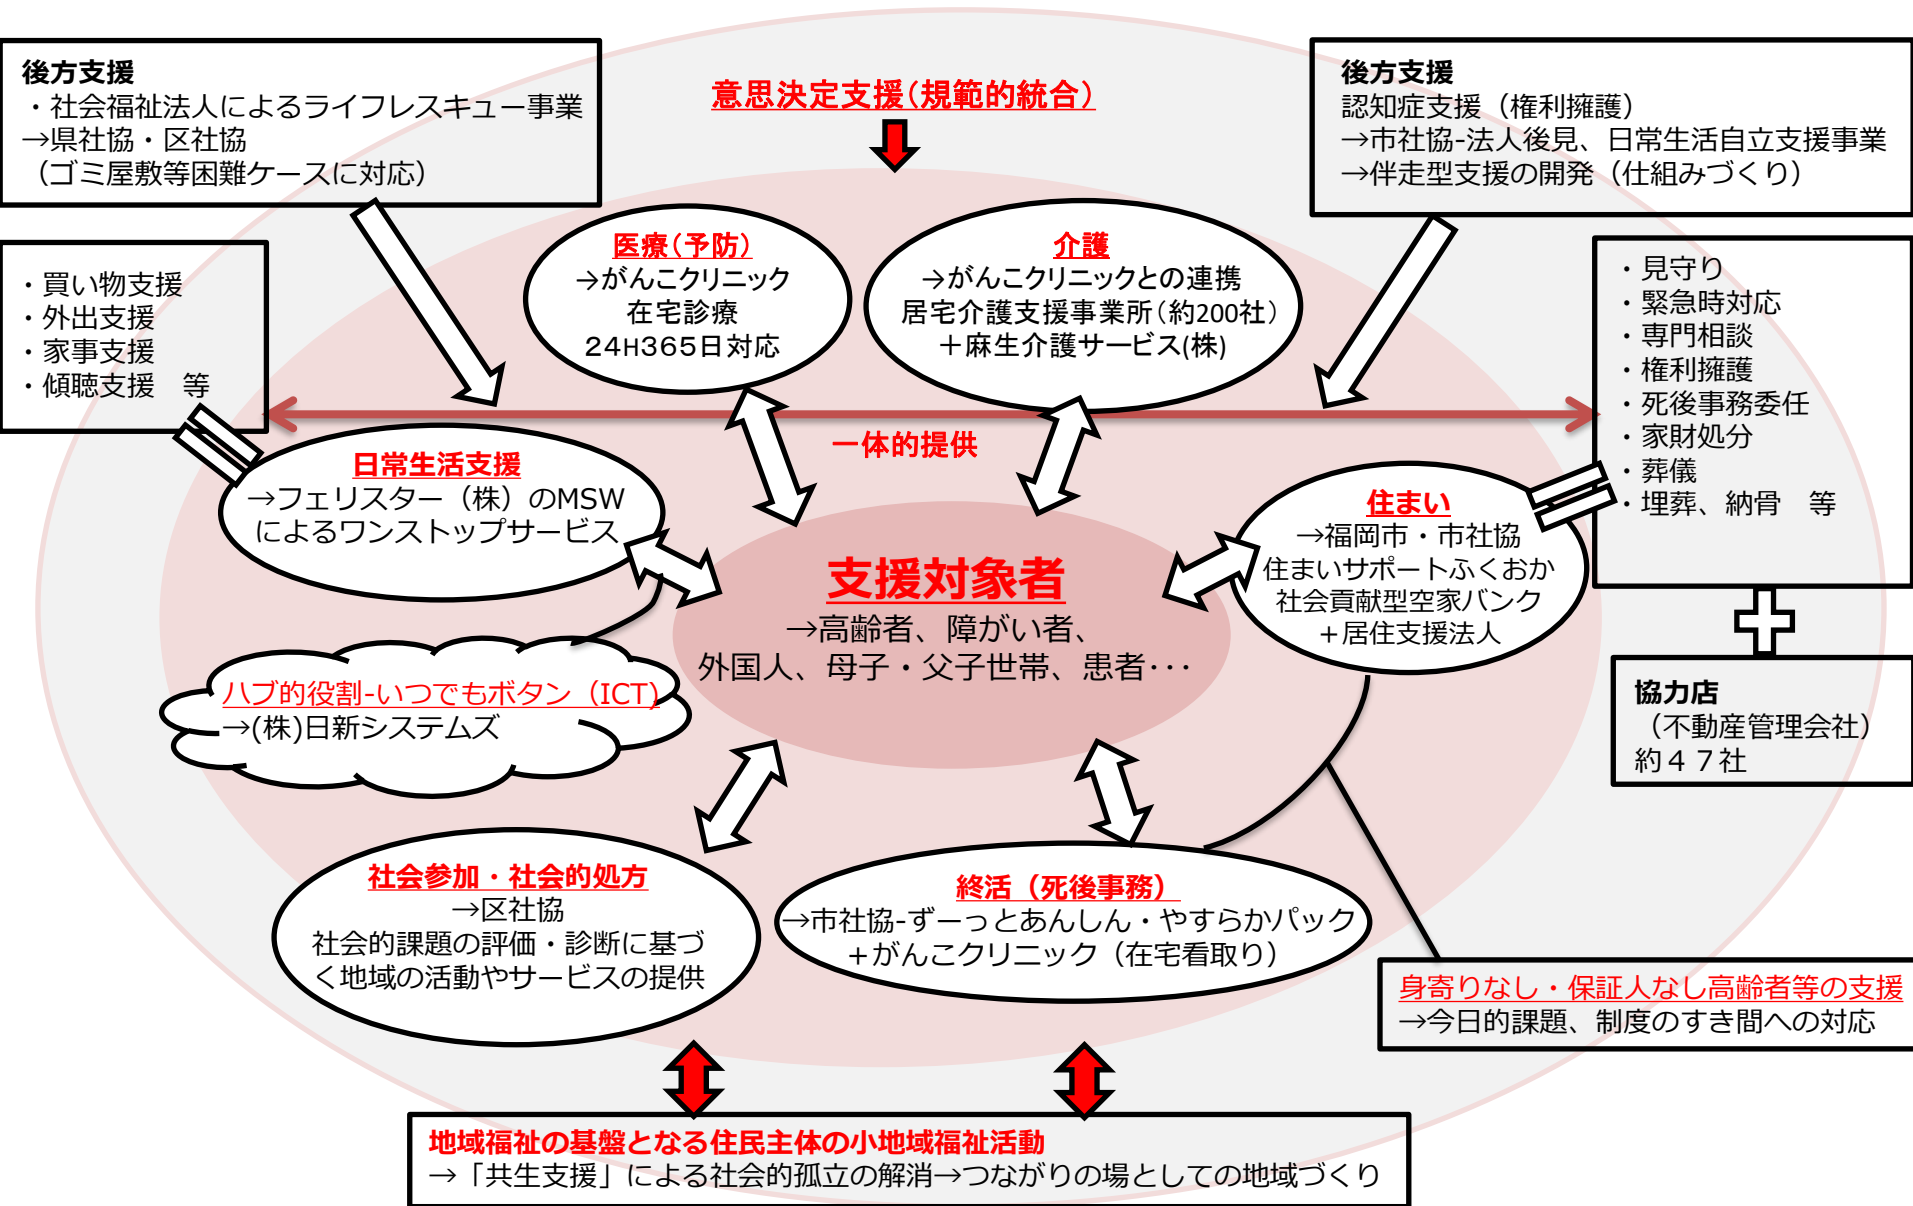 後方支援
・社会福祉法人によるライフレスキュー事業
→県社協・区社協
（ゴミ屋敷等困難ケースに対応）
意思決定支援（規範的統合）
後方支援
認知症支援（権利擁護）
→市社協-法人後見、日常生活自立支援事業
→伴走型支援の開発（仕組みづくり）
・買い物支援
・外出支援
・家事支援
・傾聴支援　等
医療（予防）
→がんこクリニック
在宅診療
24H365日対応
介護
→がんこクリニックとの連携
居宅介護支援事業所（約200社）
＋麻生介護サービス(株)
・見守り
・緊急時対応
・専門相談
・権利擁護
・死後事務委任
・家財処分
・葬儀
・埋葬、納骨　等
一体的提供
日常生活支援
→フェリスター（株）のMSW
によるワンストップサービス
住まい
→福岡市・市社協
住まいサポートふくおか
社会貢献型空家バンク
＋居住支援法人
支援対象者
→高齢者、障がい者、
外国人、母子・父子世帯、患者･･･
ハブ的役割-いつでもボタン（ICT)
→(株)日新システムズ
協力店
（不動産管理会社）
約４７社
社会参加・社会的処方
→区社協
社会的課題の評価・診断に基づ
く地域の活動やサービスの提供
終活（死後事務）
→市社協-ずーっとあんしん・やすらかパック
＋がんこクリニック（在宅看取り）
身寄りなし・保証人なし高齢者等の支援
→今日的課題、制度のすき間への対応
地域福祉の基盤となる住民主体の小地域福祉活動
→「共生支援」による社会的孤立の解消→つながりの場としての地域づくり